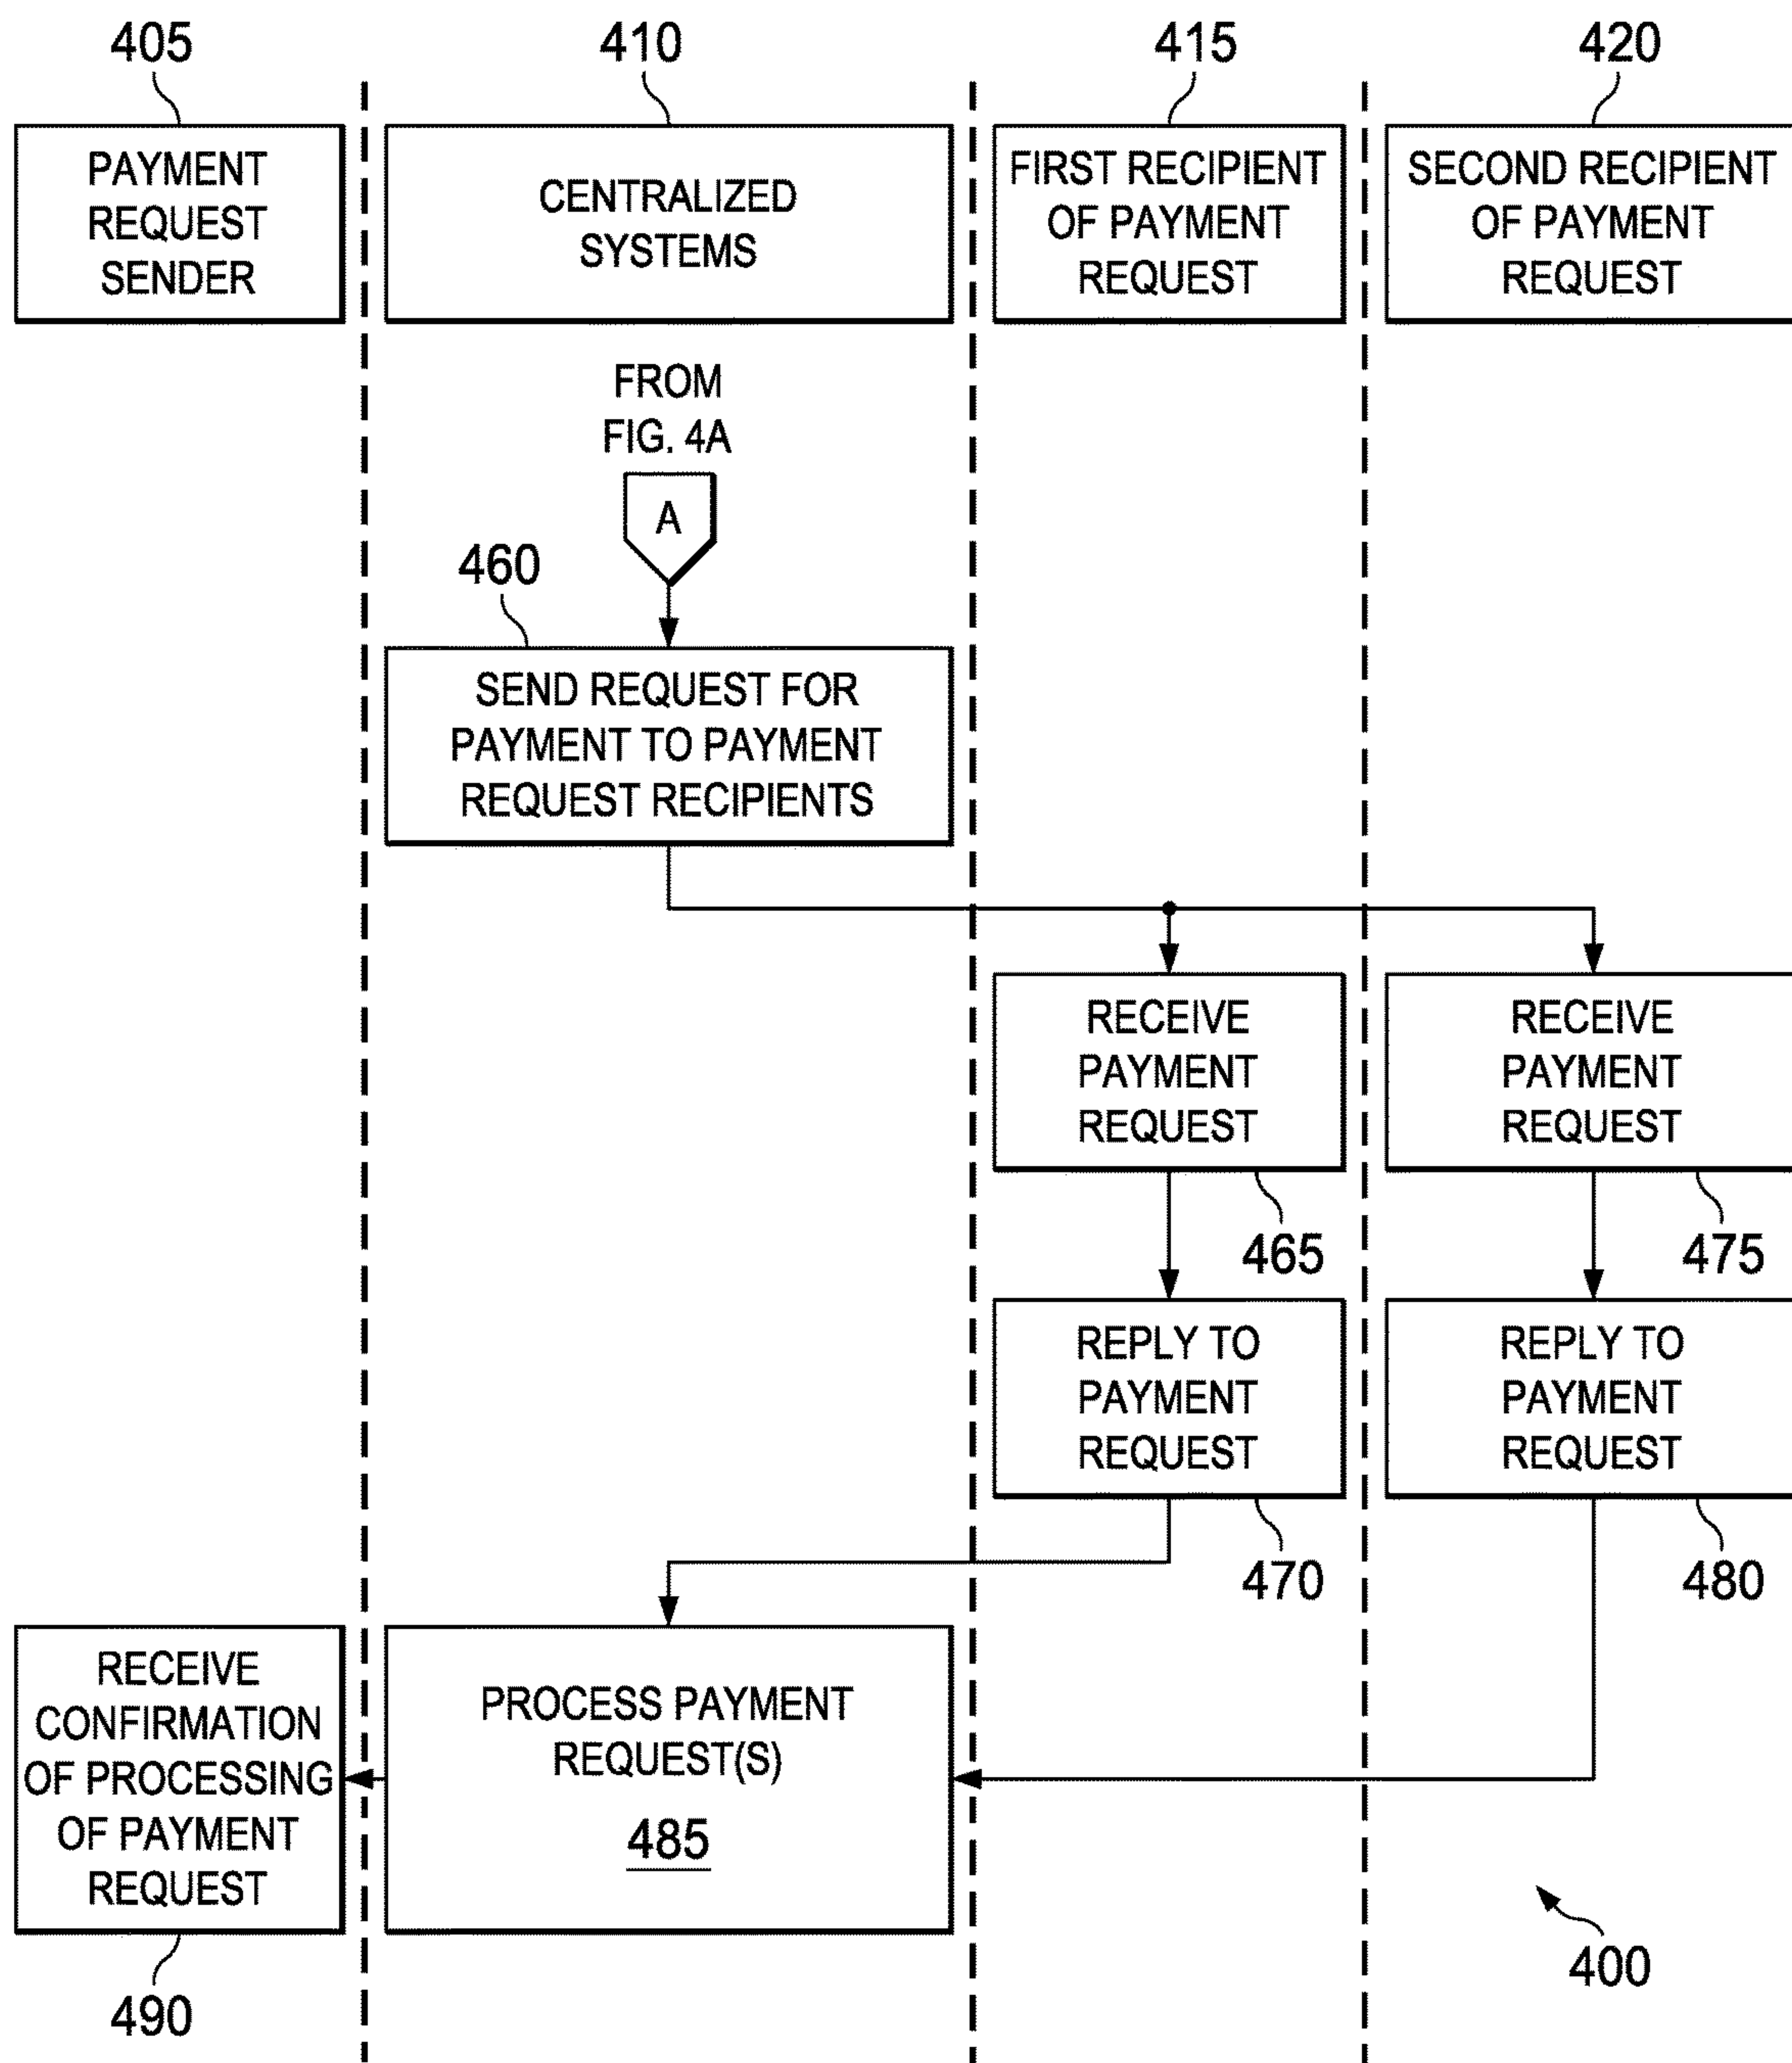 405
410
415
420
PAYMENT
REQUEST
SENDER
CENTRALIZED
SYSTEMS
FIRST RECIPIENT
OF PAYMENT
REQUEST
SECOND RECIPIENT
OF PAYMENT
REQUEST
FROM
FIG. 4A
A
460
SEND REQUEST FOR
PAYMENT TO PAYMENT
REQUEST RECIPIENTS
RECEIVE
PAYMENT
REQUEST
465
RECEIVE
PAYMENT
REQUEST
475
REPLY TO
PAYMENT
REQUEST
470
REPLY TO
PAYMENT
REQUEST
480
RECEIVE
CONFIRMATION
OF PROCESSING
OF PAYMENT
REQUEST
490
PROCESS PAYMENT
REQUEST(S)
485
400